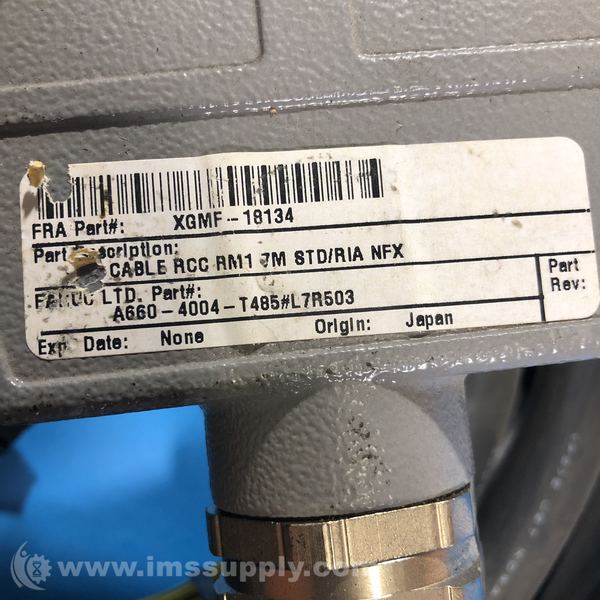 FRA Part#: XGMF-18134
Part Description:
CABLE RCC RM1 7M STD/RIA NFX
FANUC LTD. Part#:
A660-4004-T485#L7R503
Part
Rev:
Exp Date: None Origin: Japan
www.imssupply.com